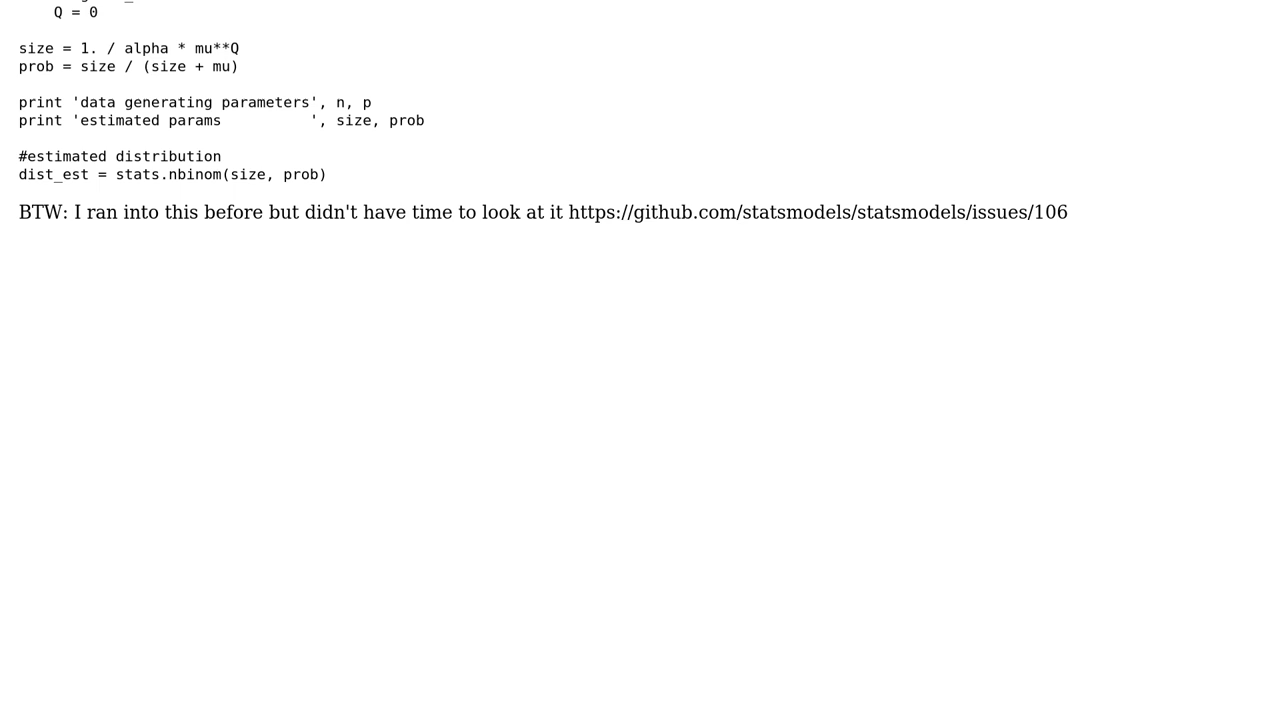 Q = 0
size = 1. / alpha * mu**Q
prob = size / (size + mu)
print 'data generating parameters', n, p
print 'estimated params          ', size, prob
#estimated distribution
dist_est = stats.nbinom(size, prob)
BTW: I ran into this before but didn't have time to look at it https://github.com/statsmodels/statsmodels/issues/106